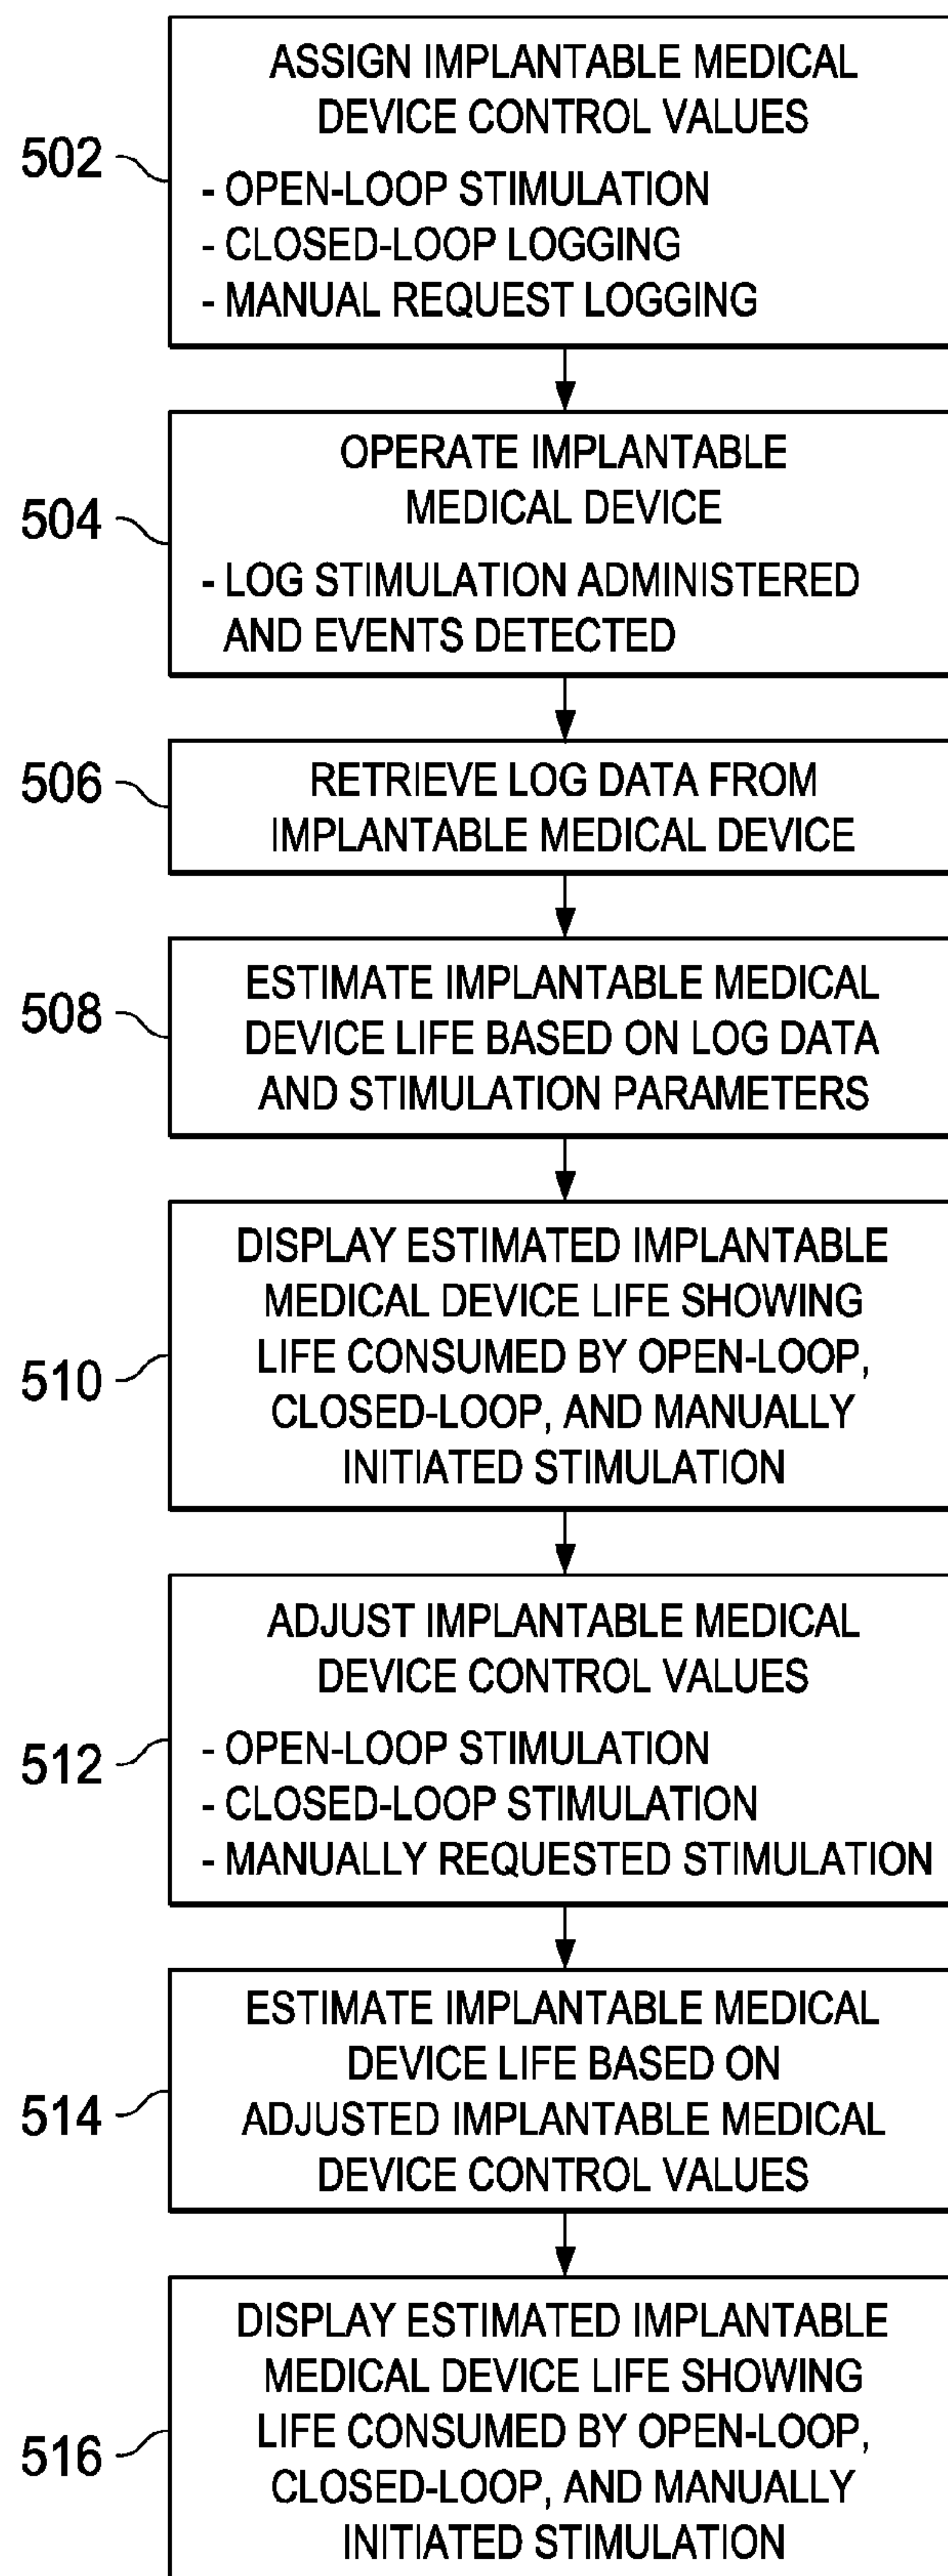 502
ASSIGN IMPLANTABLE MEDICAL
DEVICE CONTROL VALUES
- OPEN-LOOP STIMULATION
- CLOSED-LOOP LOGGING
- MANUAL REQUEST LOGGING
504
OPERATE IMPLANTABLE
MEDICAL DEVICE
- LOG STIMULATION ADMINISTERED
AND EVENTS DETECTED
506
RETRIEVE LOG DATA FROM
IMPLANTABLE MEDICAL DEVICE
508
ESTIMATE IMPLANTABLE MEDICAL
DEVICE LIFE BASED ON LOG DATA
AND STIMULATION PARAMETERS
510
DISPLAY ESTIMATED IMPLANTABLE
MEDICAL DEVICE LIFE SHOWING
LIFE CONSUMED BY OPEN-LOOP,
CLOSED-LOOP, AND MANUALLY
INITIATED STIMULATION
512
ADJUST IMPLANTABLE MEDICAL
DEVICE CONTROL VALUES
- OPEN-LOOP STIMULATION
- CLOSED-LOOP STIMULATION
- MANUALLY REQUESTED STIMULATION
514
ESTIMATE IMPLANTABLE MEDICAL
DEVICE LIFE BASED ON
ADJUSTED IMPLANTABLE MEDICAL
DEVICE CONTROL VALUES
516
DISPLAY ESTIMATED IMPLANTABLE
MEDICAL DEVICE LIFE SHOWING
LIFE CONSUMED BY OPEN-LOOP,
CLOSED-LOOP, AND MANUALLY
INITIATED STIMULATION